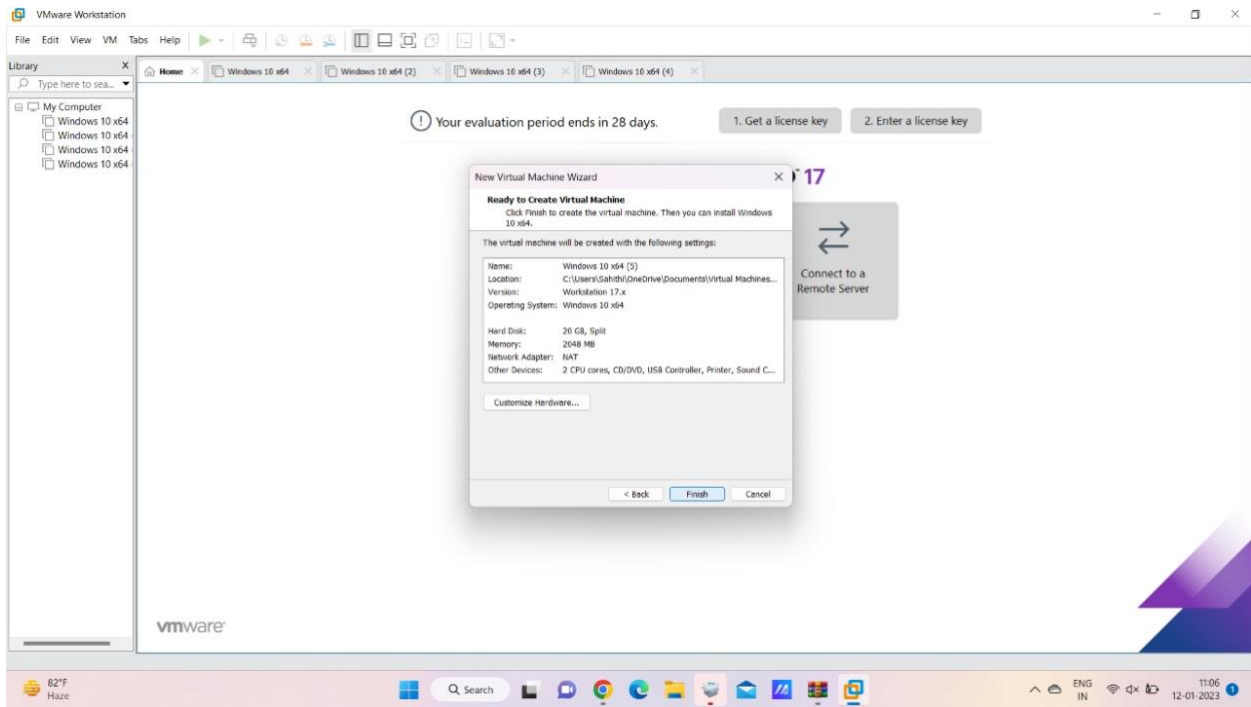 VMware Workstation
File Edit View VM Tabs Help
Library X
Type here to sea...
Home
Windows 10 x64
Windows 10 x64 (2)
Windows 10 x64 (3)
Windows 10 x64 (4)
My Computer
Windows 10 x64
Windows 10 x64
Windows 10 x64
Windows 10 x64
Your evaluation period ends in 28 days.
1. Get a license key
2. Enter a license key
17
New Virtual Machine Wizard
Ready to Create Virtual Machine
Click Finish to create the virtual machine. Then you can install Windows
10 x64.
The virtual machine will be created with the following settings:
Name: Windows 10 x64 (5)
Location: C:\Users\Sahithi\OneDrive\Documents\Virtual Machines...
Version: Workstation 17.x
Operating System: Windows 10 x64
Hard Disk: 20 GB, Split
Memory: 2048 MB
Network Adapter: NAT
Other Devices: 2 CPU cores, CD/DVD, USB Controller, Printer, Sound C...
Customize Hardware...
< Back Finish Cancel
Connect to a
Remote Server
vmware
82°F
Haze
Search
ENG
IN
11:06
12-01-2023
1